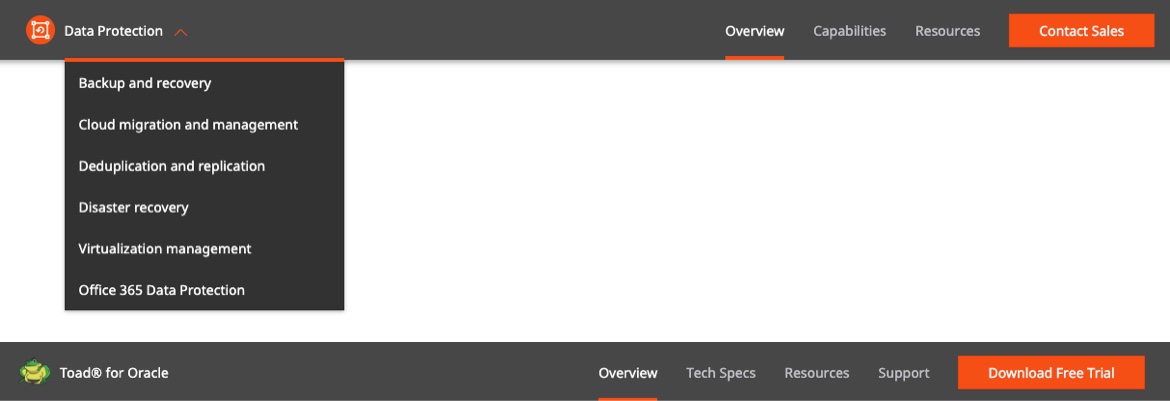 Data Protection
Overview
Capabilities
Resources
Contact Sales
Backup and recovery
Cloud migration and management
Deduplication and replication
Disaster recovery
Virtualization management
Office 365 Data Protection
Toad® for Oracle
Overview
Tech Specs
Resources
Support
Download Free Trial